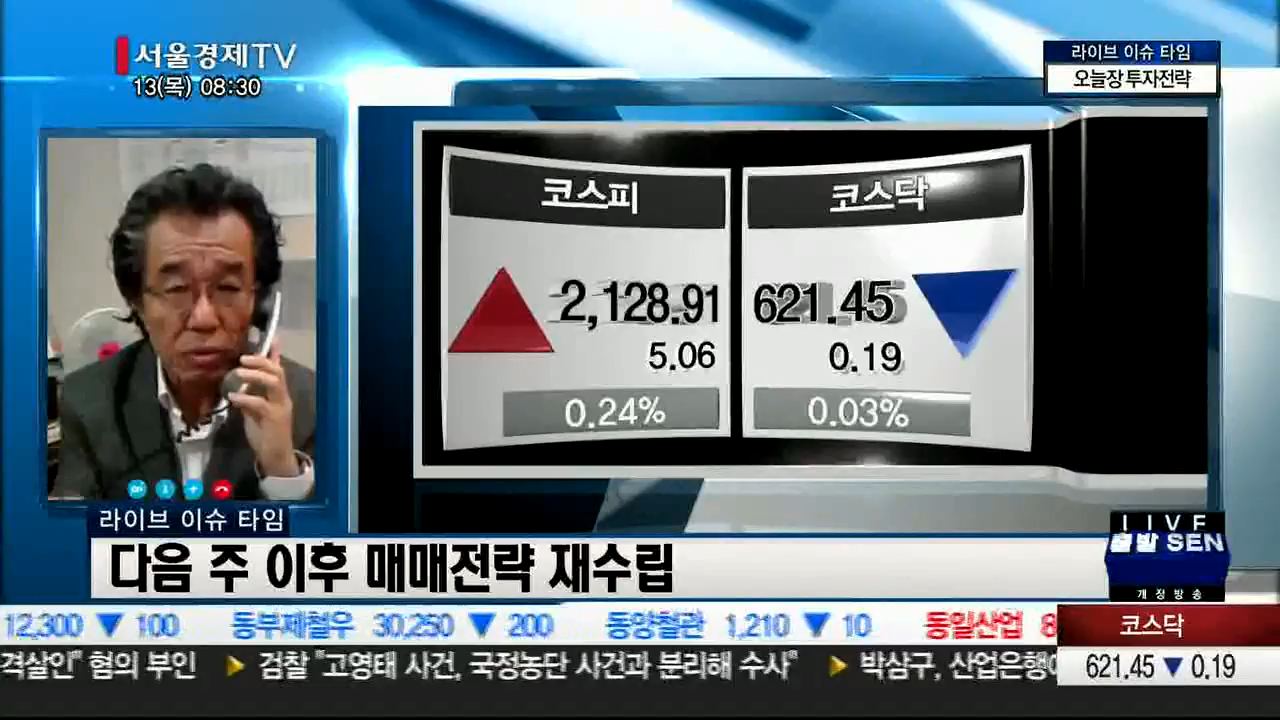 서울경제TV
13(목) 08:30
라이브 이슈 타임
오늘장 투자전략
코스피
2,128.91
5.06
0.24%
코스닥
621.45
0.19
0.03%
라이브 이슈 타임
다음 주 이후 매매전략 재수립
LIVE
출발 SEN
개 정 방 송
12,300 ▼ 100 동부제철우 30,250 ▼ 200 동양철관 1,210 ▼ 10 동일산업
코스닥
격살인" 혐의 부인 ▶ 검찰 "고영태 사건, 국정농단 사건과 분리해 수사" ▶ 박삼구, 산업은행
621.45 ▼ 0.19